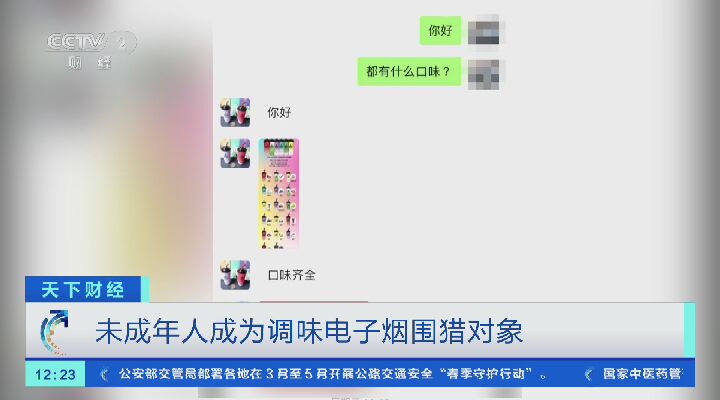 CCTV 2
财经
你好
都有什么口味？
你好
口味齐全
天下财经
未成年人成为调味电子烟围猎对象
12:23 公安部交管局部署各地在3月至5月开展公路交通安全“春季守护行动”。 国家中医药管